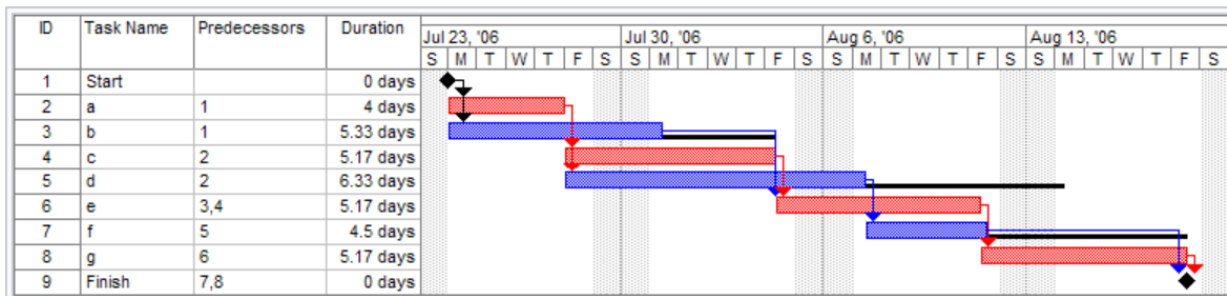 ID Task Name Predecessors Duration Jul 23, '06 Jul 30, '06 Aug 6, '06 Aug 13, '06
S M T W T F S S M T W T F S S M T W T F S S M T W T F S
1 Start 0 days
2 a 1 4 days
3 b 1 5.33 days
4 c 2 5.17 days
5 d 2 6.33 days
6 e 3,4 5.17 days
7 f 5 4.5 days
8 g 6 5.17 days
9 Finish 7,8 0 days